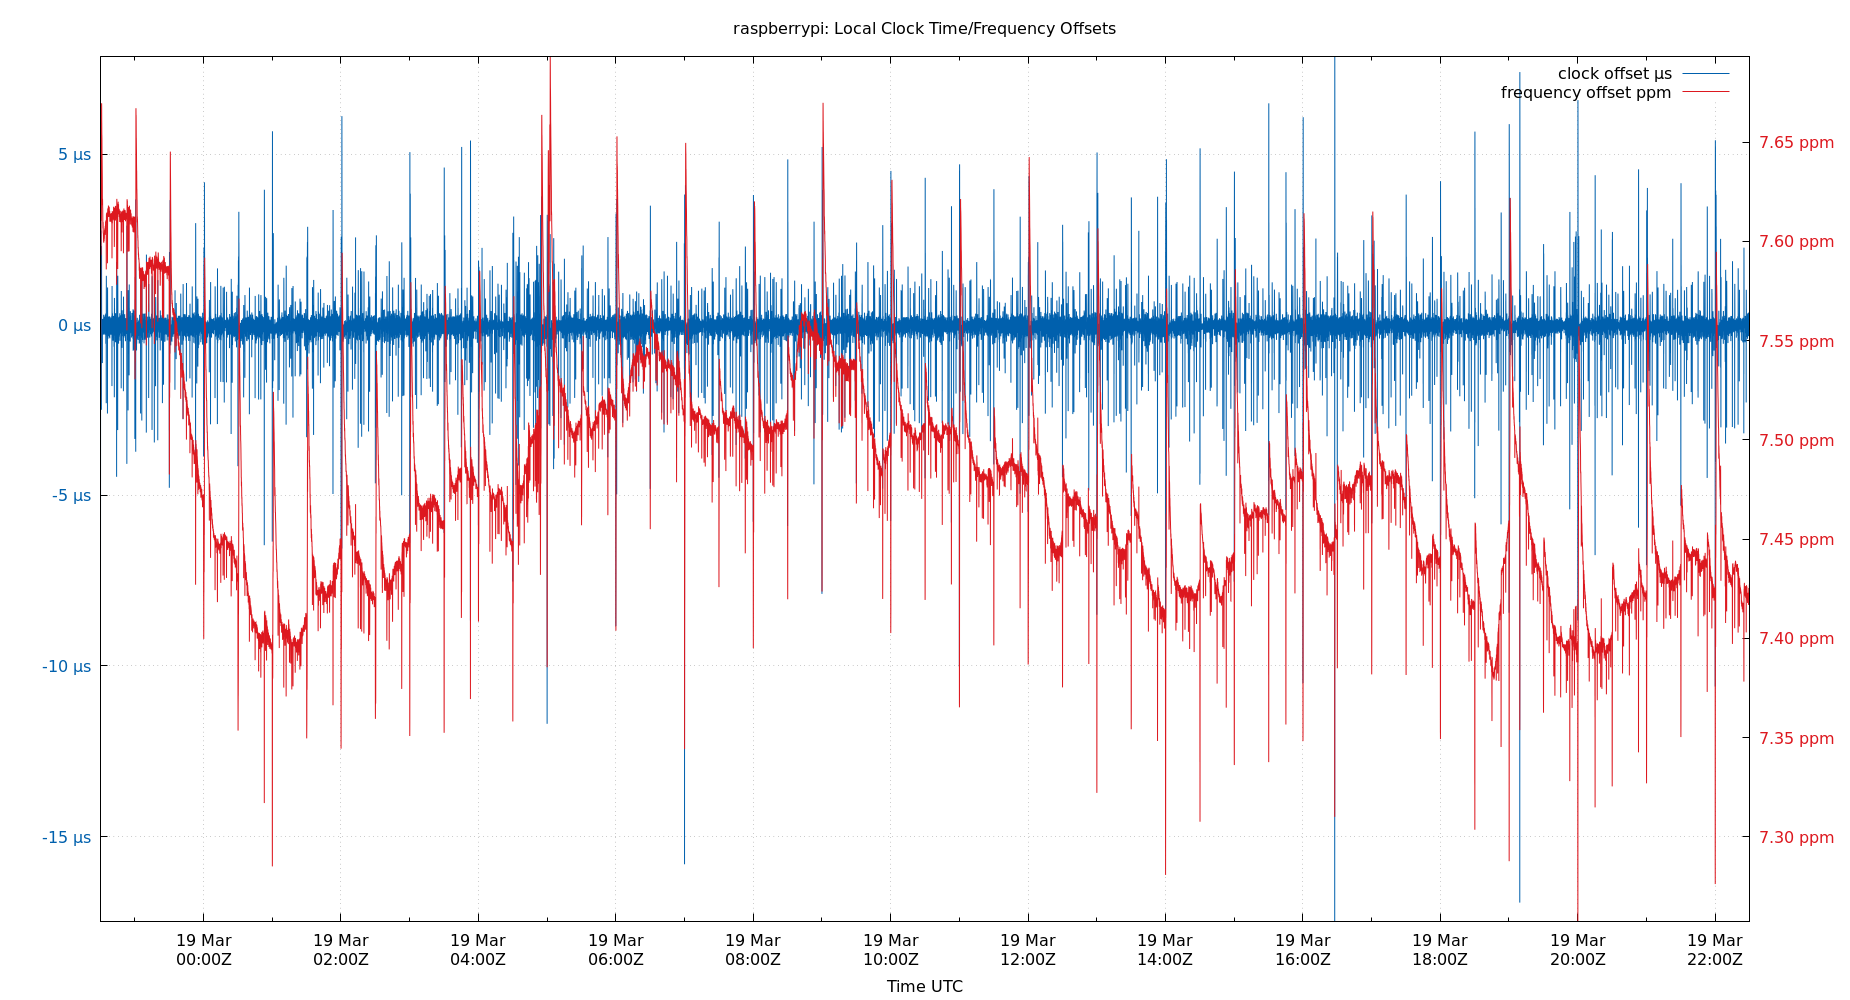 raspberrypi: Local Clock Time/Frequency Offsets
clock offset µs
frequency offset ppm
5 µs
0 µs
-5 µs
-10 µs
-15 µs
7.65 ppm
7.60 ppm
7.55 ppm
7.50 ppm
7.45 ppm
7.40 ppm
7.35 ppm
7.30 ppm
19 Mar 19 Mar 19 Mar 19 Mar 19 Mar 19 Mar 19 Mar 19 Mar 19 Mar 19 Mar 19 Mar 19 Mar
00:00Z 02:00Z 04:00Z 06:00Z 08:00Z 10:00Z 12:00Z 14:00Z 16:00Z 18:00Z 20:00Z 22:00Z
Time UTC